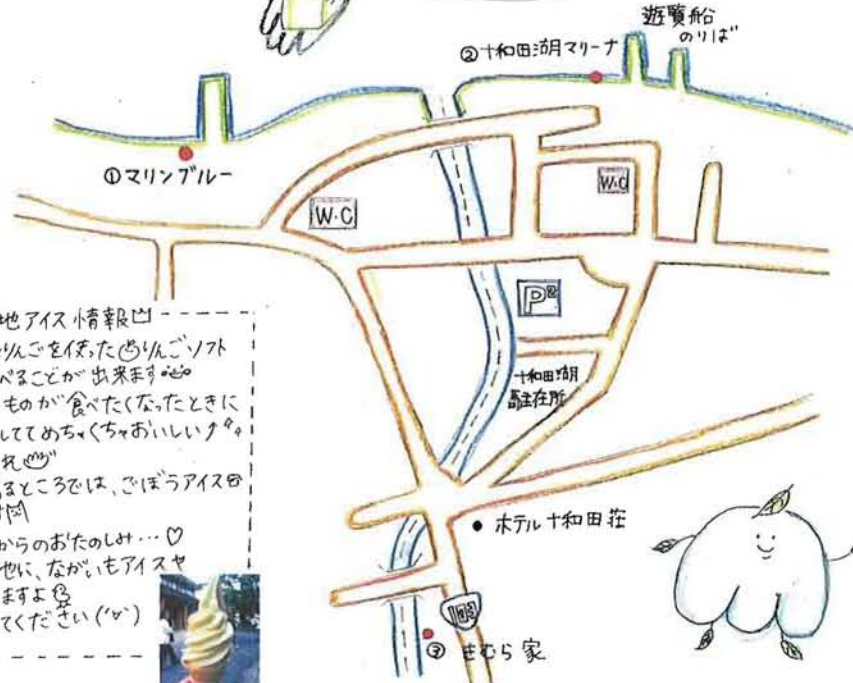 遊覧船
のりば
②十和田湖マリーナ
①マリンブルー
W・C
W・C
P
十和田湖
駐在所
ホテル十和田荘
103
③ きむら家
地アイス情報
りんごを使ったりんごソフト
べることが出来ます
ものが食べたくなったときに
しててめちゃくちゃおいしい
れ
るところでは、ごぼうアイス
からのおたのしみ…♡
他に、ながいもアイスや
ますよ
てください('∀')